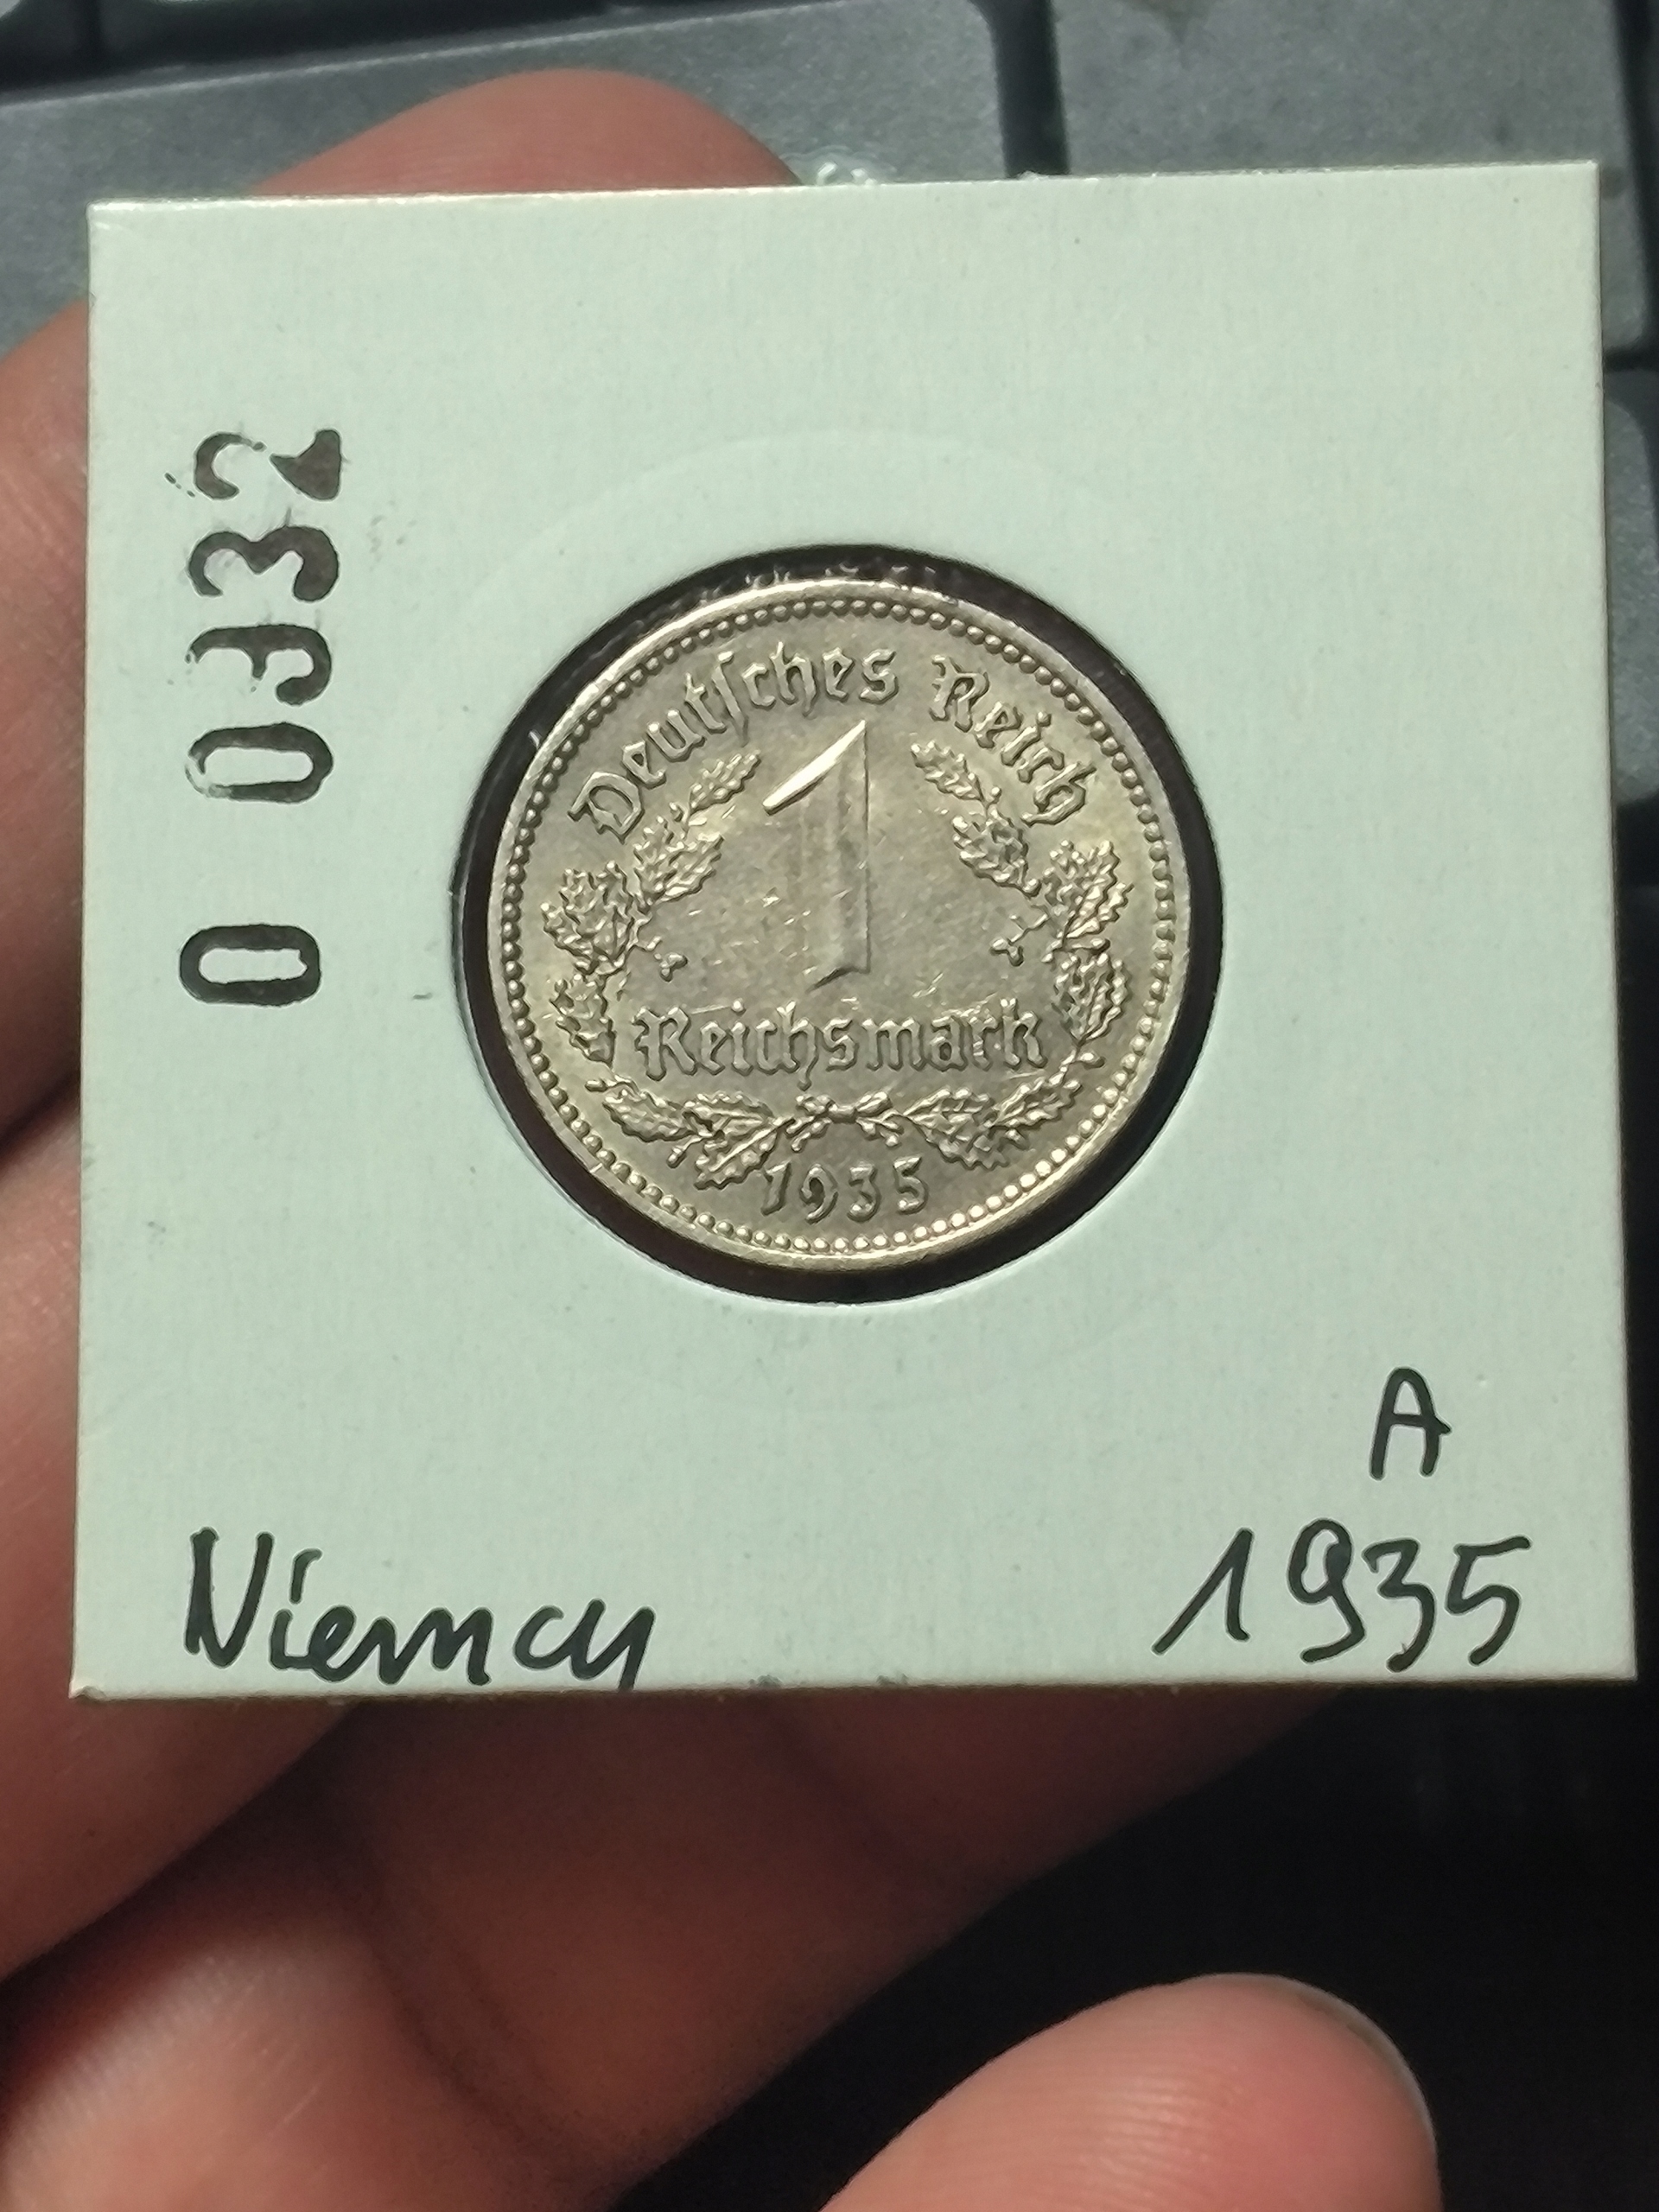 0 0332
Deutsches Reich
1
Reichsmark
1935
A
Niemcy 1935